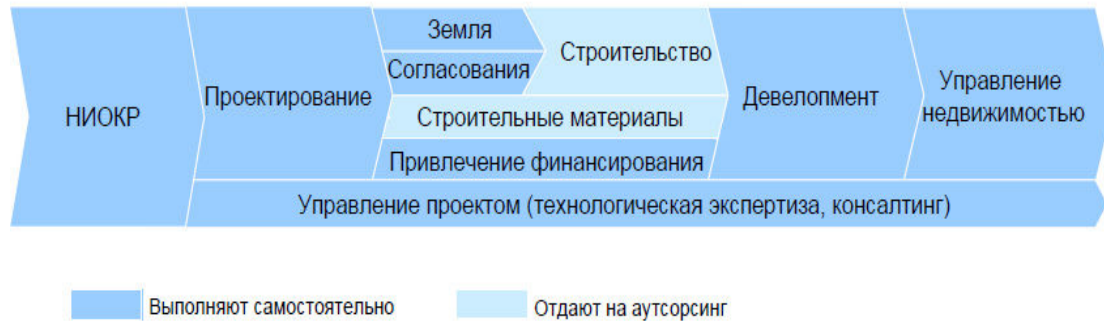 НИОКР
Проектирование
Земля
Согласования
Строительство
Строительные материалы
Привлечение финансирования
Девелопмент
Управление
недвижимостью
Управление проектом (технологическая экспертиза, консалтинг)
Выполняют самостоятельно
Отдают на аутсорсинг